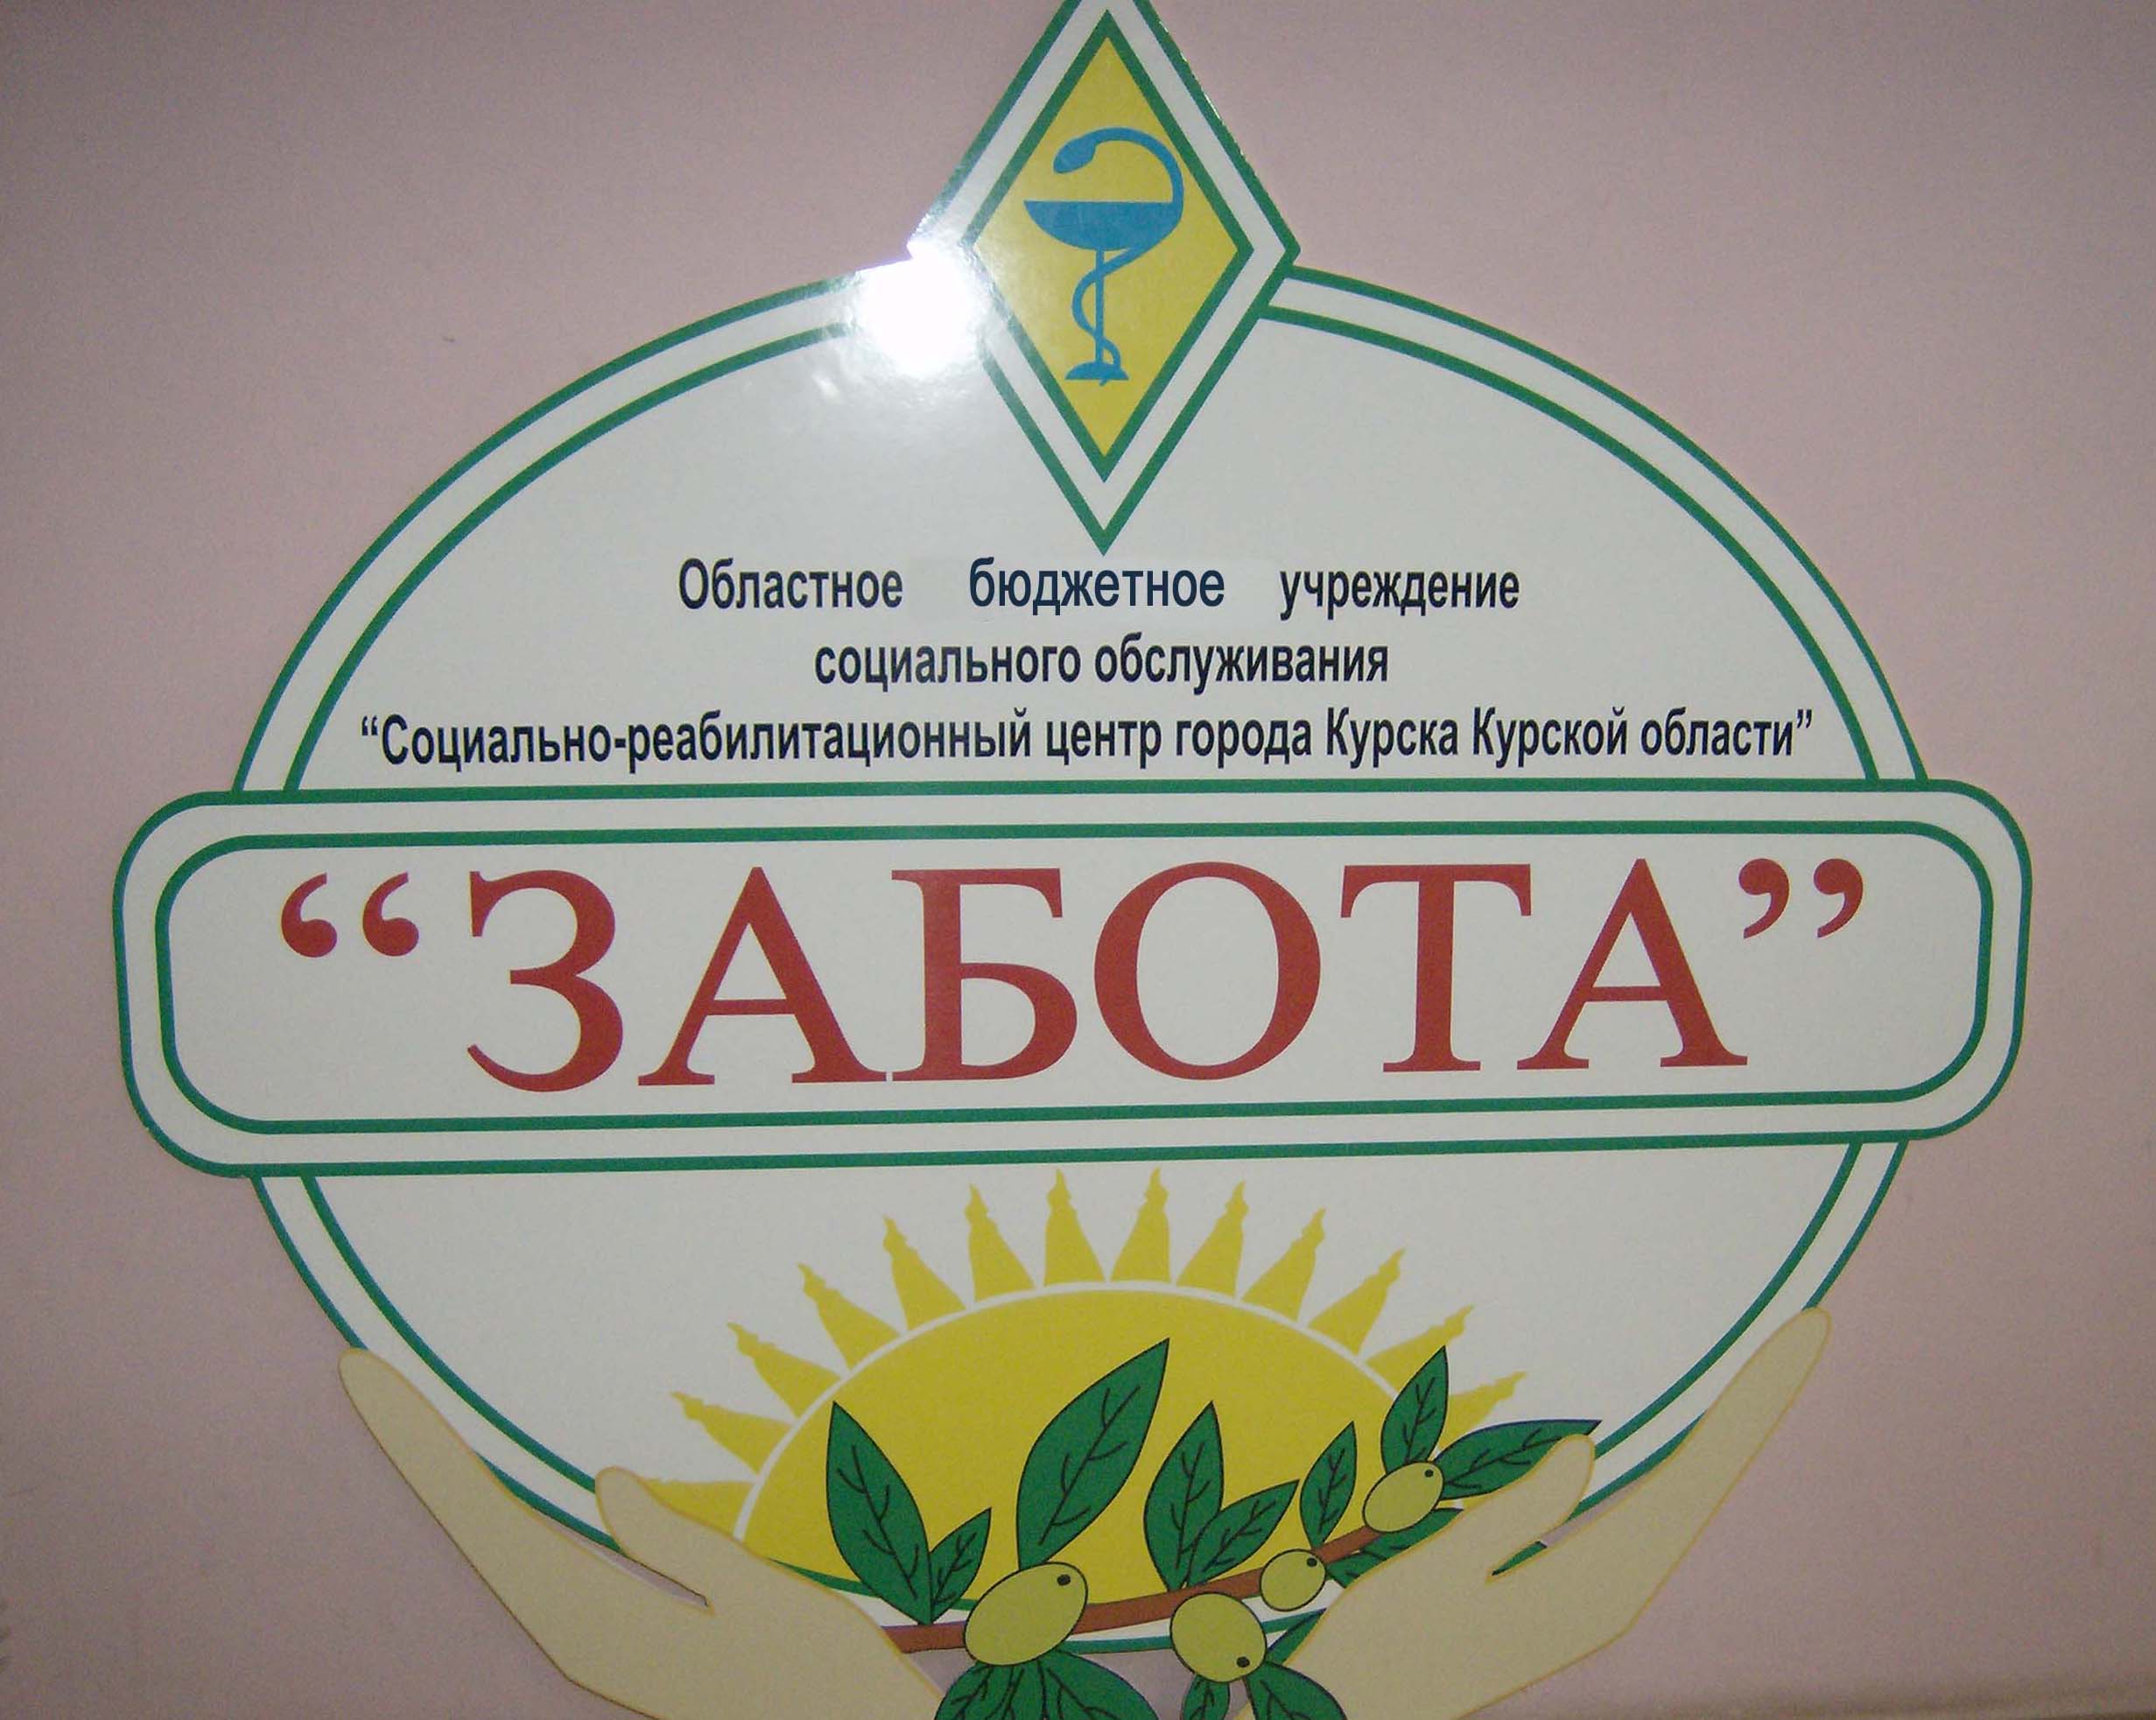 Областное бюджетное учреждение
социального обслуживания
“Социально-реабилитационный центр города Курска Курской области”
“ЗАБОТА”